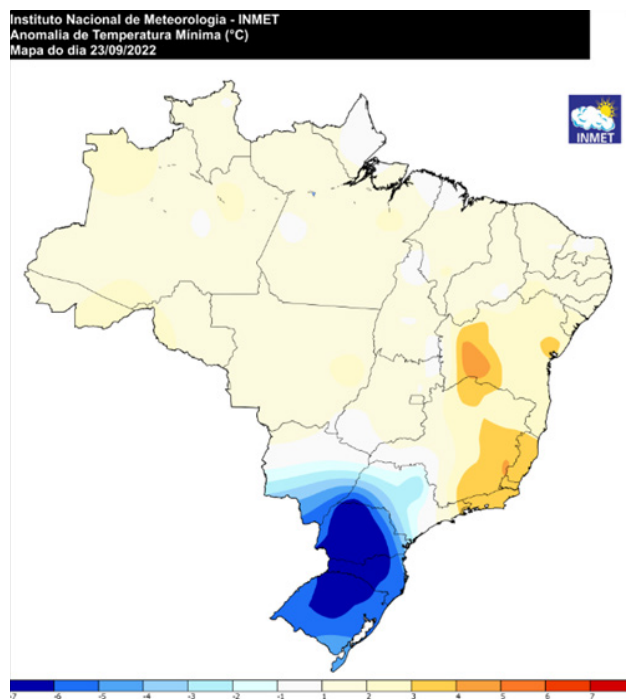 Instituto Nacional de Meteorologia - INMET
Anomalia de Temperatura Mínima (°C)
Mapa do dia 23/09/2022
INMET
-7 -6 -5 -4 -3 -2 -1 1 2 3 4 5 6 7